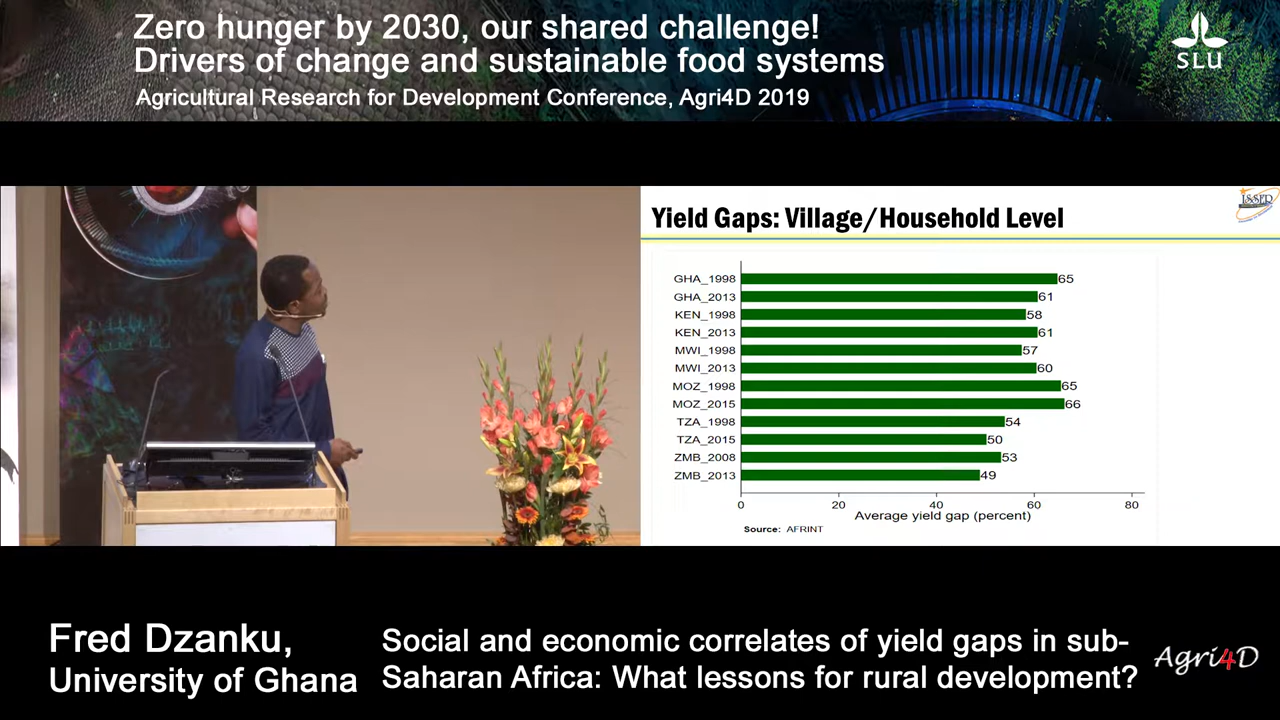 Zero hunger by 2030, our shared challenge!
Drivers of change and sustainable food systems
Agricultural Research for Development Conference, Agri4D 2019
SLU
Yield Gaps: Village/Household Level
GHA_1998 65
GHA_2013 61
KEN_1998 58
KEN_2013 61
MWI_1998 57
MWI_2013 60
MOZ_1998 65
MOZ_2015 66
TZA_1998 54
TZA_2015 50
ZMB_2008 53
ZMB_2013 49
0 20 40 60 80
Average yield gap (percent)
Source: AFRINT
Fred Dzanku,
University of Ghana
Social and economic correlates of yield gaps in sub-
Saharan Africa: What lessons for rural development?
Agri4D